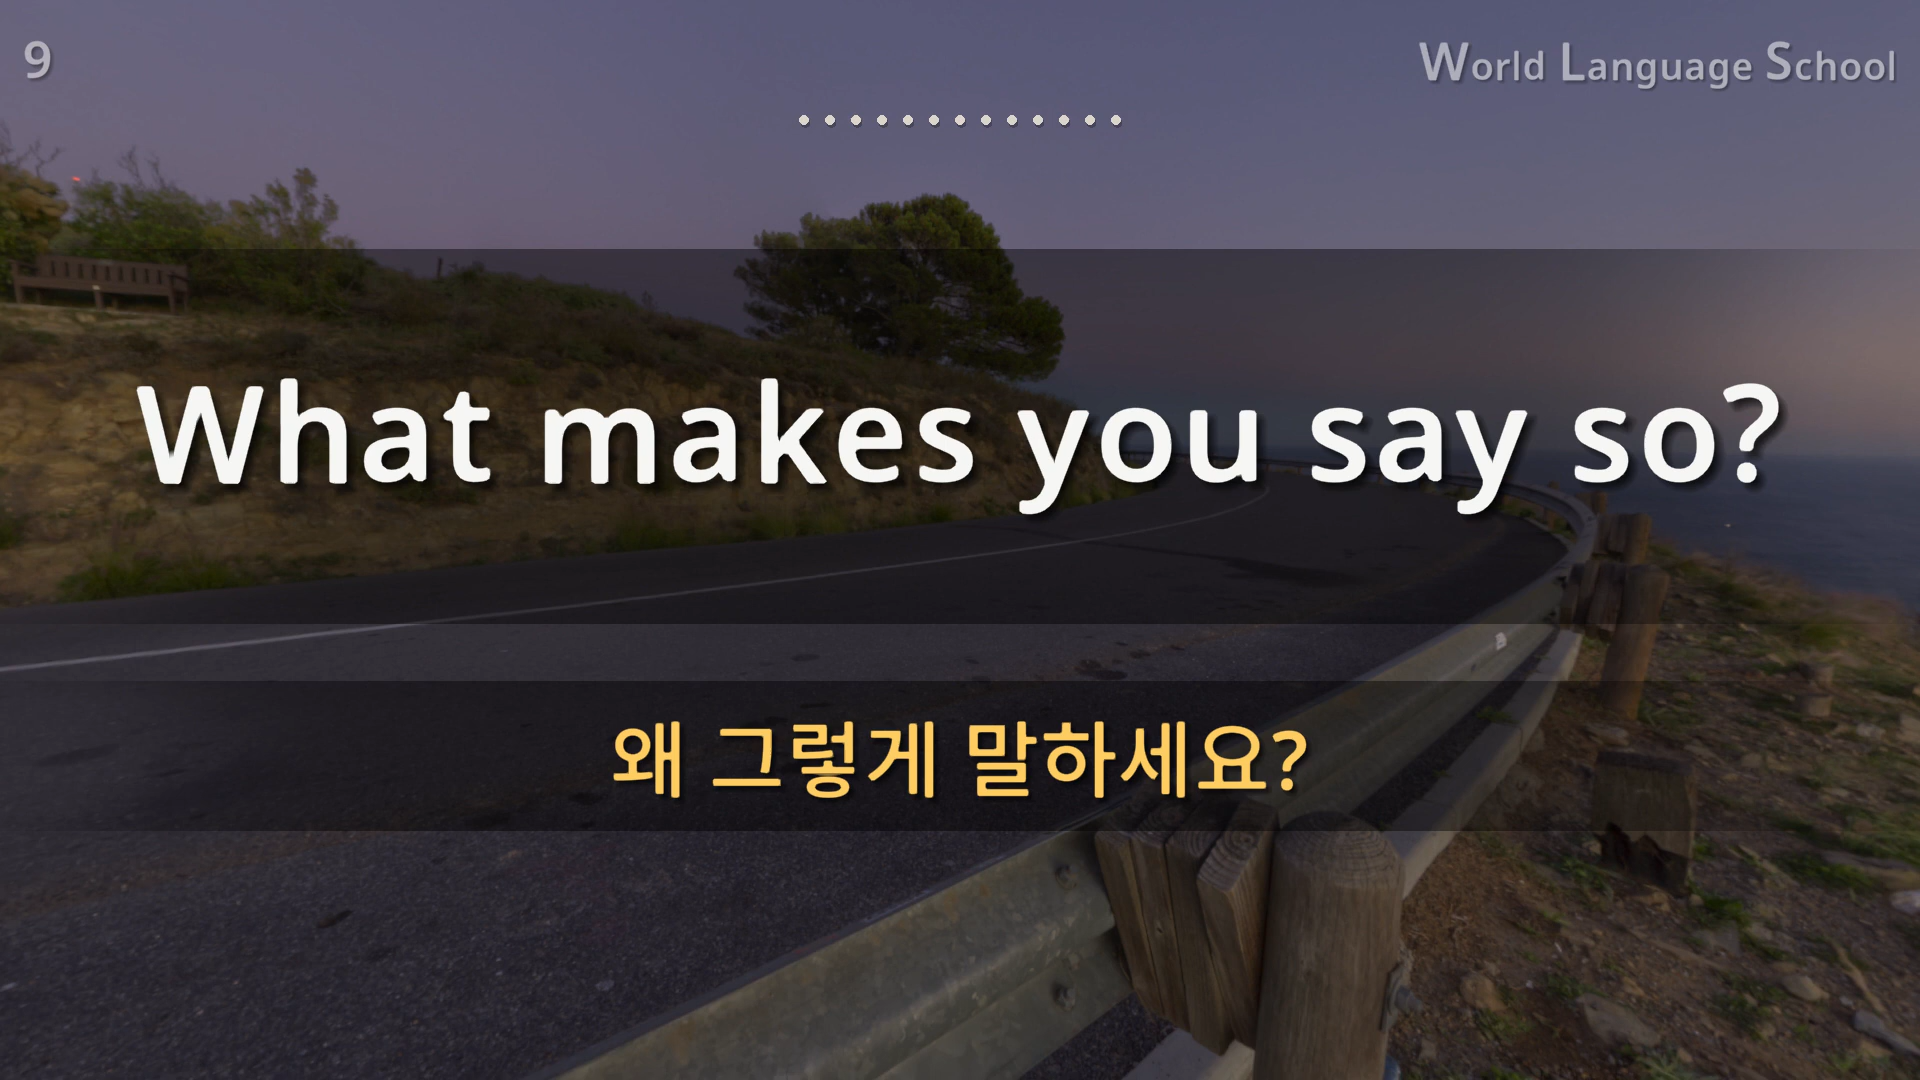 9
World Language School
What makes you say so?
왜 그렇게 말하세요?